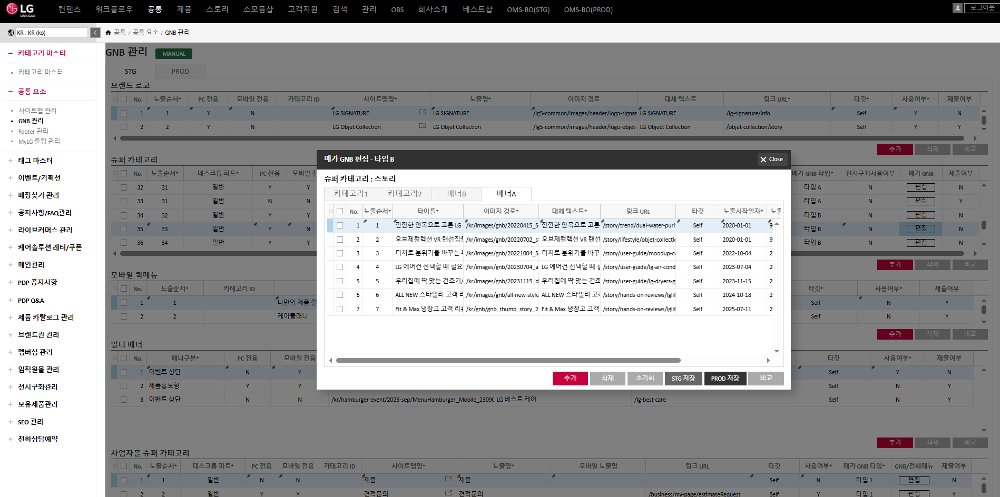 LG 컨텐츠 워크플로우 공통 제품 스토리 소모품샵 고객지원 검색 관리 OBS 회사소개 베스트샵 OMS-BO(STG) OMS-BO(PROD) 로그아웃
Life's Good
KR : KR (ko) 공통 / 공통 요소 / GNB 관리
카테고리 마스터
카테고리 마스터
공통 요소
사이트맵 관리
GNB 관리
Footer 관리
MyLG 툴팁 관리
태그 마스터
이벤트/기획전
매장찾기 관리
공지사항/FAQ관리
라이브커머스 관리
케어솔루션 레터/쿠폰
메인관리
PDP 공지사항
PDP Q&A
제품 카탈로그 관리
브랜드관 관리
멤버십 관리
임직원몰 관리
전시구좌관리
보유제품관리
SEO 관리
전화상담예약
GNB 관리 MANUAL
STG PROD
브랜드 로고
No. 노출순서* PC 전용 모바일 전용 카테고리 ID 사이트맵명* 노출명* 이미지 경로 대체 텍스트 링크 URL* 타깃* 사용여부* 제출여부
1 1 Y N LG SIGNATURE LG SIGNATURE /lg5-common/images/header/logo-signat LG SIGNATURE /lg-signature/info Self Y N
2 2 Y N LG Objet Collection LG Objet Collection /lg5-common/images/header/logo-objet- LG Object Collection /objet-collection/story Self Y Y
추가 삭제 비교
슈퍼 카테고리
No. 노출순서* 데스크톱 파트* PC 전용 모바일 전 메가 GNB 타입* 전시구좌사용여부 메가 GNB 제출여부
32 31 일반 Y Y 타입 A N 편집 N
33 31 일반 N N 타입 A N 편집 Y
34 32 일반 Y Y 타입 B N 편집 N
35 33 일반 Y N 타입 B N 편집 N
36 34 일반 Y Y 타입 B N 편집 N
추가 삭제 비교
모바일 퀵메뉴
No. 노출순서* 카테고리 ID 타깃* 사용여부* 제출여부
1 1 나만의 제품 컬 Self N Y
2 2 케어플래너 Self N Y
추가 삭제 비교
멀티 배너
No. 배너구분* PC 전용 모바일 전용 타깃 사용여부* 제출여부
1 이벤트 상단 N Y Self Y N
2 제품홍보형 Y Y Self N Y
3 이벤트 상단 N N /kr/hamburger-event/2023-sep/MenuHamburger_Mobile_2309 LG 베스트 케어 /lg-best-care Self N Y
추가 삭제 비교
사업자몰 슈퍼 카테고리
No. 노출순서* 데스크톱 파트* PC 전용 모바일 전용 카테고리 ID 사이트맵명* 노출명* 모바일 노출명 링크 URL 타깃 사용여부* 메가 GNB 타입* GNB/전체메뉴 제출여부
1 1 일반 N N 제품 제품 Self N 타입 1 편집 N
2 2 일반 Y Y 견적문의 견적문의 /business/my-page/estimateRequest Self Y 타입 1 편집 Y
메가 GNB 편집 - 타입 B Close
슈퍼 카테고리 : 스토리
카테고리1 카테고리2 배너B 배너A
No. 노출순서* 타이틀* 이미지 경로* 대체 텍스트* 링크 URL 타깃 노출시작일자* 노출
1 1 깐깐한 안목으로 고른 LG /kr/images/gnb/20220415_S 깐깐한 안목으로 고른 /story/trend/dual-water-puri Self 2020-01-01 9
2 2 오브제컬렉션 VR 랜선집들 /kr/images/gnb/20220702_s 오브제컬렉션 VR 랜선 /story/lifestyle/objet-collectio Self 2020-01-01 9
3 3 터치로 분위기를 바꾸는 /kr/images/gnb/20221004_S 터치로 분위기를 바꾸 /story/user-guide/moodup-co Self 2022-10-04 2
4 4 LG 에어컨 선택할 때 필요 /kr/images/gnb/20230704_a LG 에어컨 선택할 때 필 /story/user-guide/lg-air-cond Self 2023-07-04 2
5 5 우리집에 딱 맞는 건조기/ /kr/images/gnb/20231115_d 우리집에 딱 맞는 건조 /story/user-guide/lg-dryers-g Self 2023-11-15 2
6 6 ALL NEW 스타일러 고객 리 /kr/images/gnb/all-new-style ALL NEW 스타일러 고 /story/hands-on-reviews/lglif Self 2024-10-18 2
7 7 Fit & Max 냉장고 고객 리뷰 /kr/gnb/gnb_thumb_story_2 Fit & Max 냉장고 고객 /story/hands-on-reviews/lglif Self 2025-07-11 2
추가 삭제 초기화 STG 저장 PROD 저장 비교